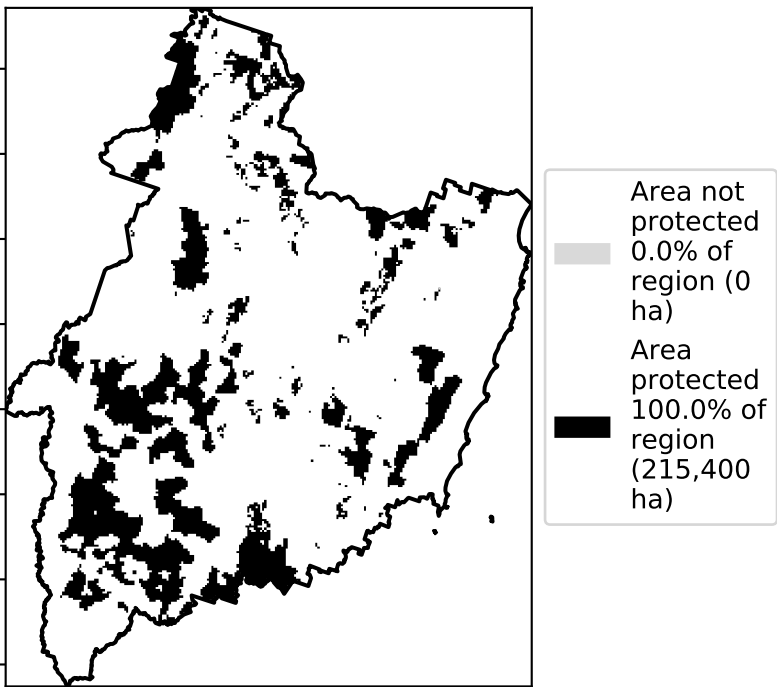 Area not
protected
0.0% of
region (0
ha)
Area
protected
100.0% of
region
(215,400
ha)